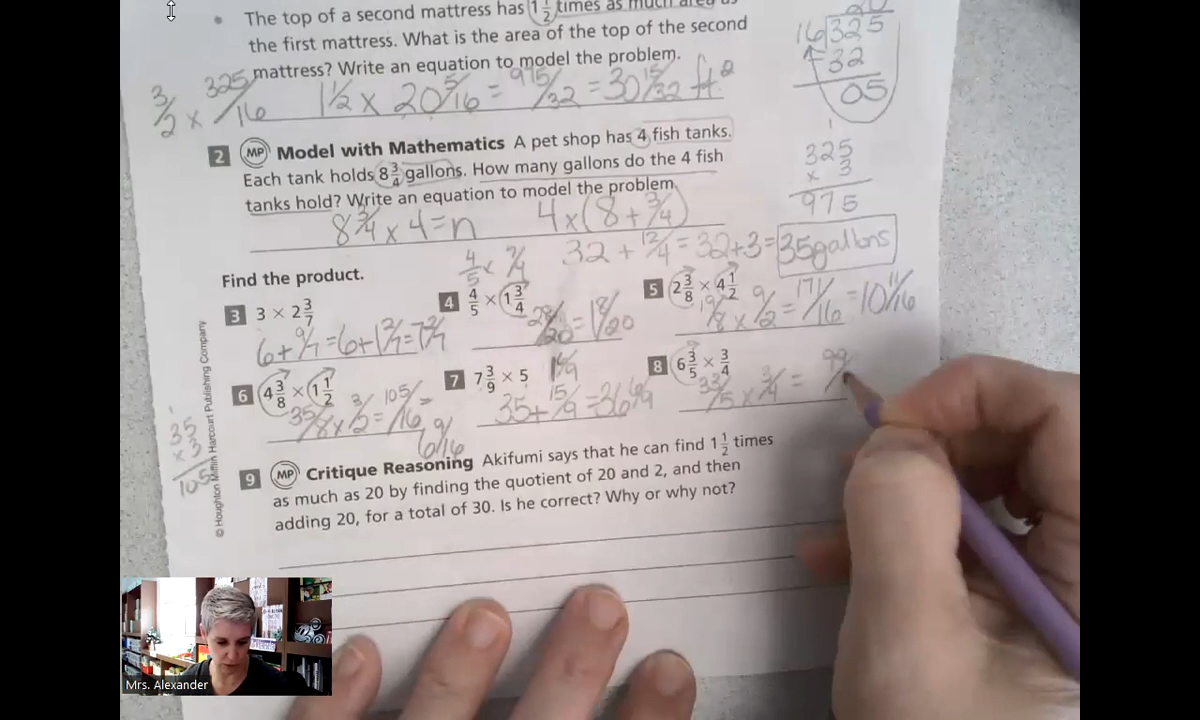 • The top of a second mattress has 1 1/2 times as much area as
the first mattress. What is the area of the top of the second
mattress? Write an equation to model the problem.
3/2 × 325/16 1 1/2 × 20 5/16 = 975/32 = 30 15/32 ft²
16 325
32
05
325
× 3
975
2 MP Model with Mathematics A pet shop has 4 fish tanks.
Each tank holds 8 3/4 gallons. How many gallons do the 4 fish
tanks hold? Write an equation to model the problem.
8 3/4 × 4 = n 4 × (8 + 3/4)
32 + 12/4 = 32 + 3 = 35 gallons
Find the product.
3 3 × 2 3/7
6 + 9/7 = 6 + 1 2/7 = 7 2/7
4/5 × 7/4
4 4/5 × 1 3/4
28/20 = 1 8/20
5 2 3/8 × 4 1/2
19/8 × 9/2 = 171/16 = 10 11/16
6 4 3/8 × 1 1/2
35/8 × 3/2 = 105/16 =
6 9/16
35
× 3
105
7 7 3/9 × 5
35 + 15/9 = 36 6/9
8 6 3/5 × 3/4
33/5 × 3/4 = 99/
9 MP Critique Reasoning Akifumi says that he can find 1 1/2 times
as much as 20 by finding the quotient of 20 and 2, and then
adding 20, for a total of 30. Is he correct? Why or why not?
© Houghton Mifflin Harcourt Publishing Company
Mrs. Alexander